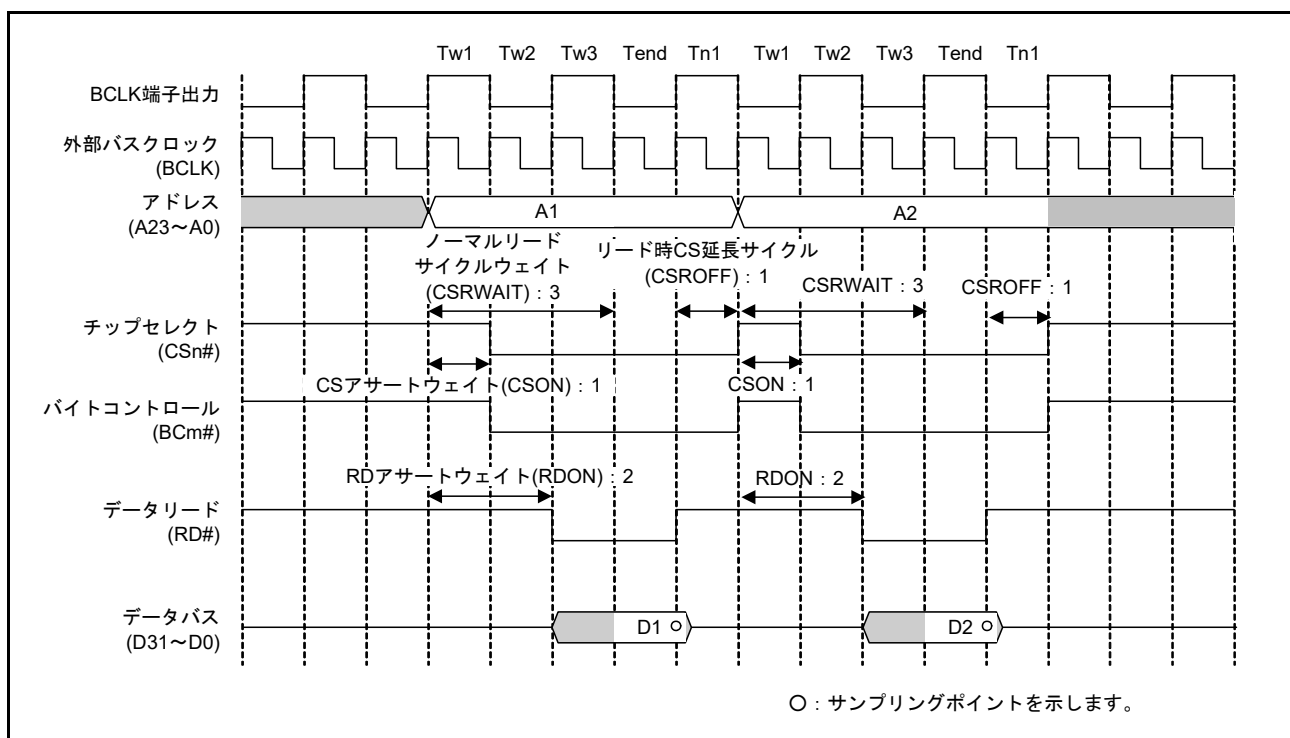 Tw1 Tw2 Tw3 Tend Tn1 Tw1 Tw2 Tw3 Tend Tn1
BCLK端子出力
外部バスクロック
(BCLK)
アドレス
(A23～A0)
A1
A2
ノーマルリード
サイクルウェイト
(CSRWAIT)：3
リード時CS延長サイクル
(CSROFF)：1
CSRWAIT：3
CSROFF：1
チップセレクト
(CSn#)
CSアサートウェイト(CSON)：1
CSON：1
バイトコントロール
(BCm#)
RDアサートウェイト(RDON)：2
RDON：2
データリード
(RD#)
データバス
(D31～D0)
D1
D2
○：サンプリングポイントを示します。